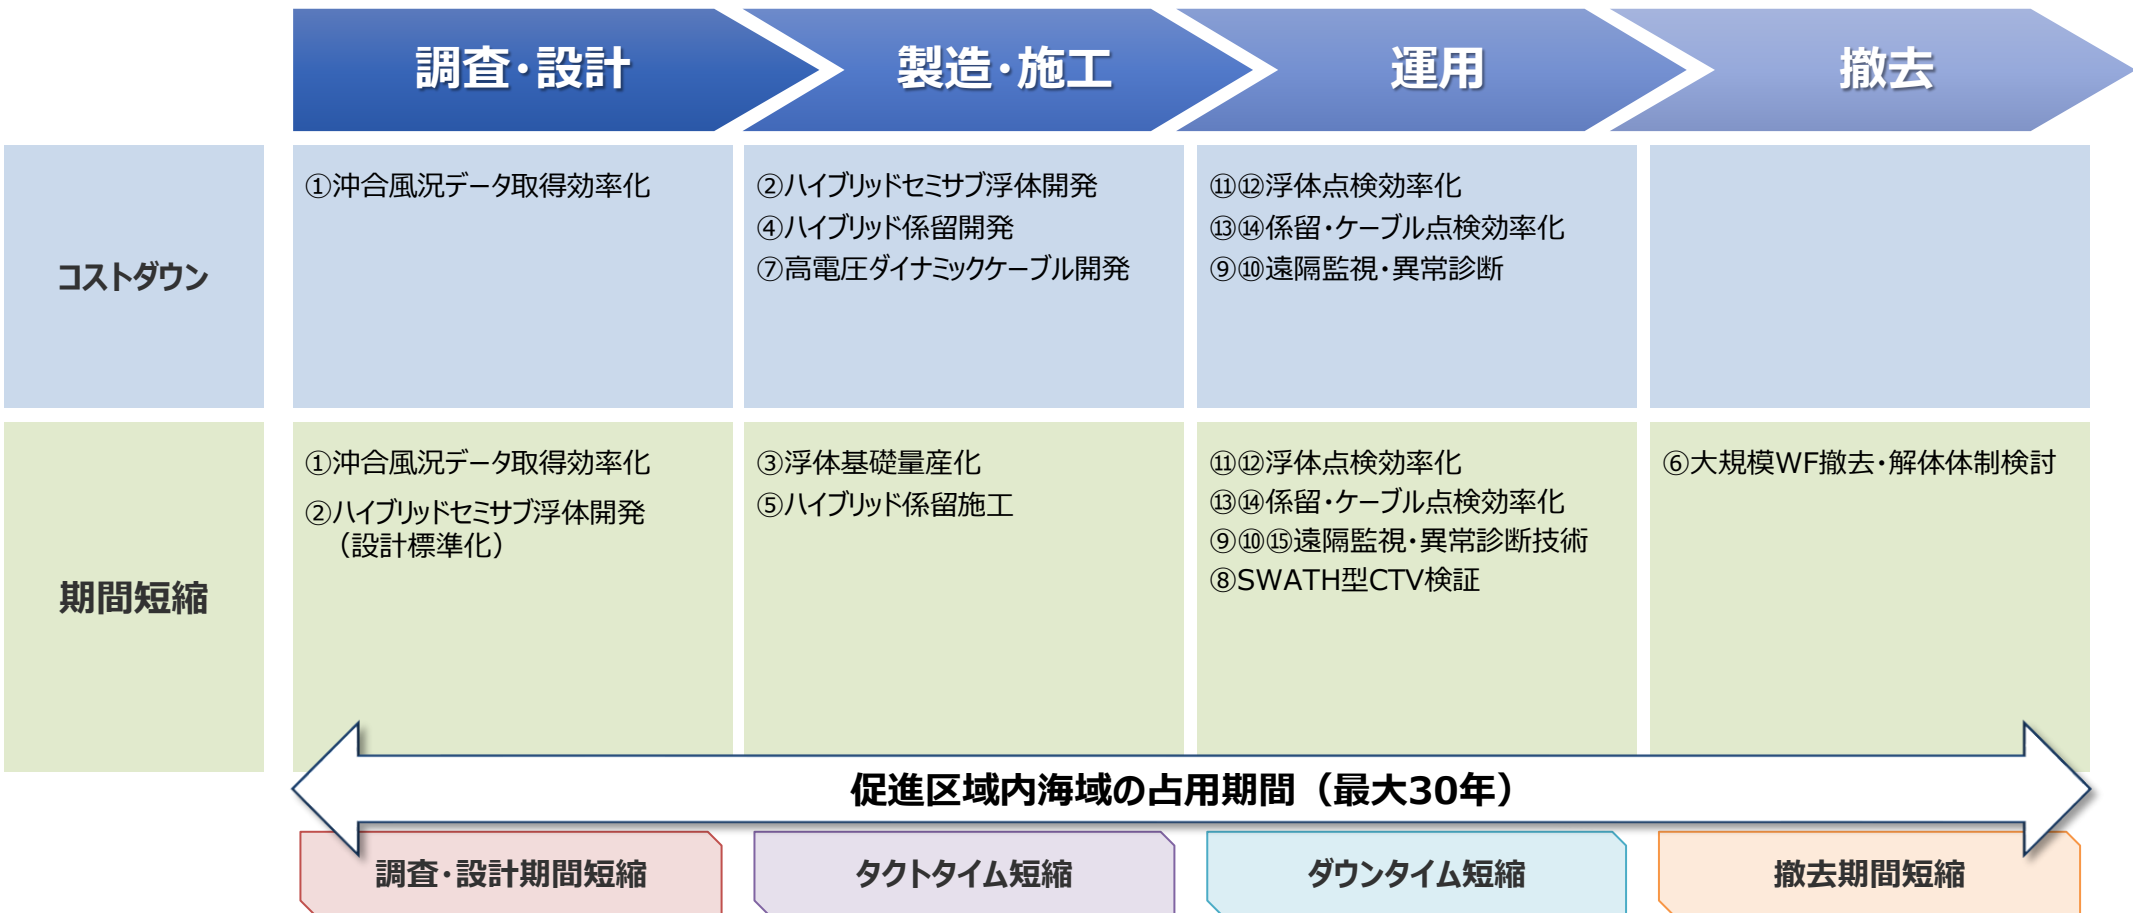 調査・設計
製造・施工
運用
撤去
コストダウン
①沖合風況データ取得効率化
②ハイブリッドセミサブ浮体開発
④ハイブリッド係留開発
⑦高電圧ダイナミックケーブル開発
⑪⑫浮体点検効率化
⑬⑭係留・ケーブル点検効率化
⑨⑩遠隔監視・異常診断
期間短縮
①沖合風況データ取得効率化
②ハイブリッドセミサブ浮体開発
（設計標準化）
③浮体基礎量産化
⑤ハイブリッド係留施工
⑪⑫浮体点検効率化
⑬⑭係留・ケーブル点検効率化
⑨⑩⑮遠隔監視・異常診断技術
⑧SWATH型CTV検証
⑥大規模WF撤去・解体体制検討
促進区域内海域の占用期間（最大30年）
調査・設計期間短縮
タクトタイム短縮
ダウンタイム短縮
撤去期間短縮